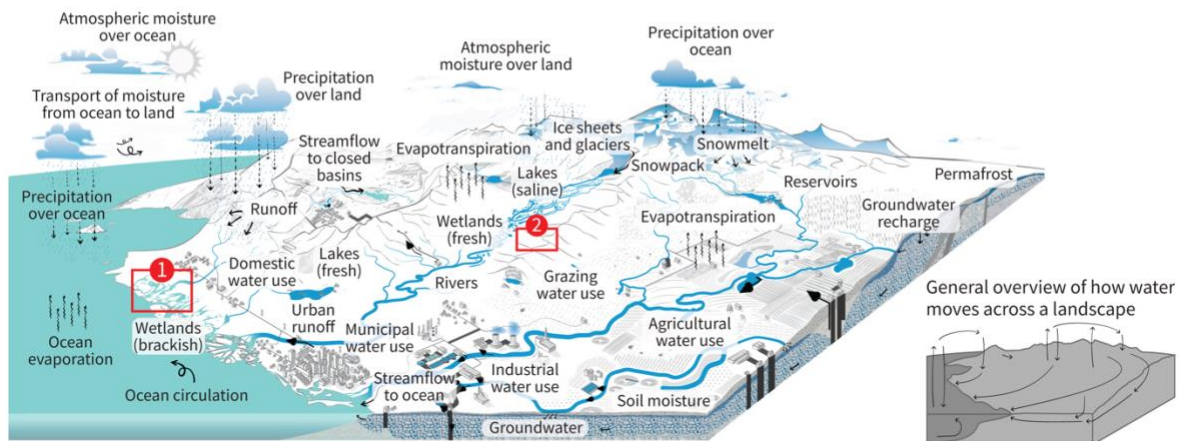 Atmospheric moisture
over ocean
Precipitation over
ocean
Atmospheric
moisture over land
Precipitation
over land
Transport of moisture
from ocean to land
Streamflow
to closed
basins
Evapotranspiration
Ice sheets
and glaciers
Snowmelt
Snowpack
Lakes
(saline)
Permafrost
Reservoirs
Precipitation
over ocean
Runoff
Groundwater
recharge
Wetlands
(fresh)
2
Evapotranspiration
1
Domestic
water use
Lakes
(fresh)
Rivers
Grazing
water use
General overview of how water
moves across a landscape
Wetlands
(brackish)
Urban
runoff
Municipal
water use
Agricultural
water use
Ocean
evaporation
Ocean circulation
Streamflow
to ocean
Industrial
water use
Soil moisture
Groundwater